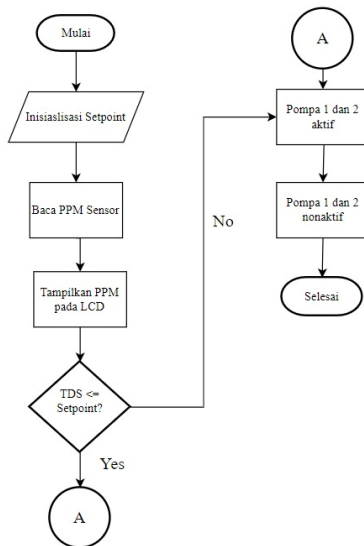 Mulai
Inisiaslisasi Setpoint
Baca PPM Sensor
Tampilkan PPM
pada LCD
TDS <=
Setpoint?
Yes
A
No
A
Pompa 1 dan 2
aktif
Pompa 1 dan 2
nonaktif
Selesai